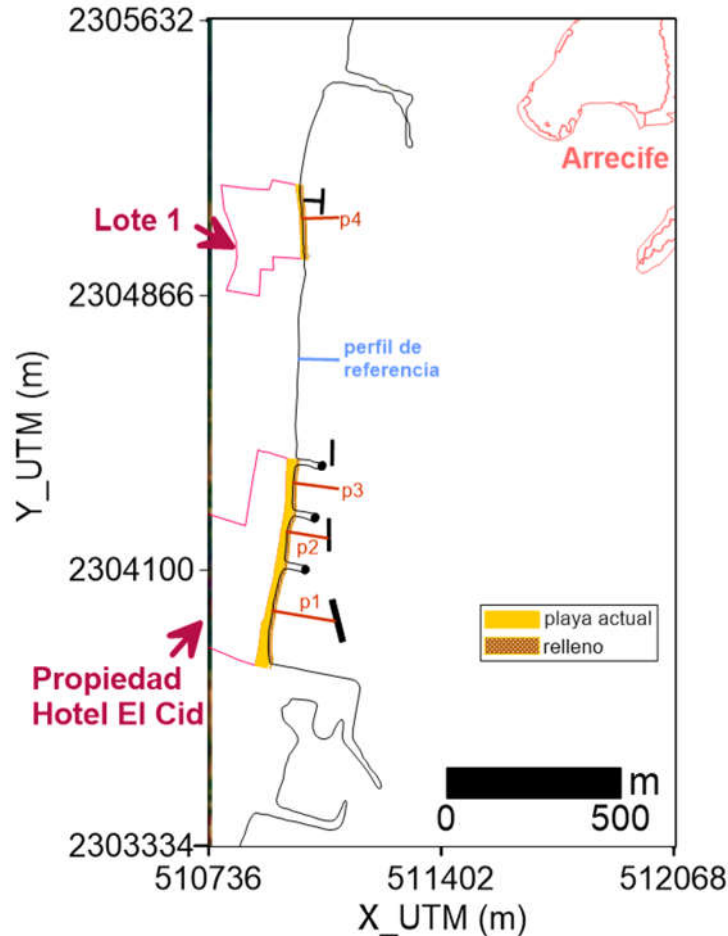 2305632
Arrecife
Lote 1
p4
2304866
perfil de
referencia
Y_UTM (m)
p3
p2
2304100
p1
playa actual
relleno
Propiedad
Hotel El Cid
m
0 500
2303334
510736 511402 512068
X_UTM (m)